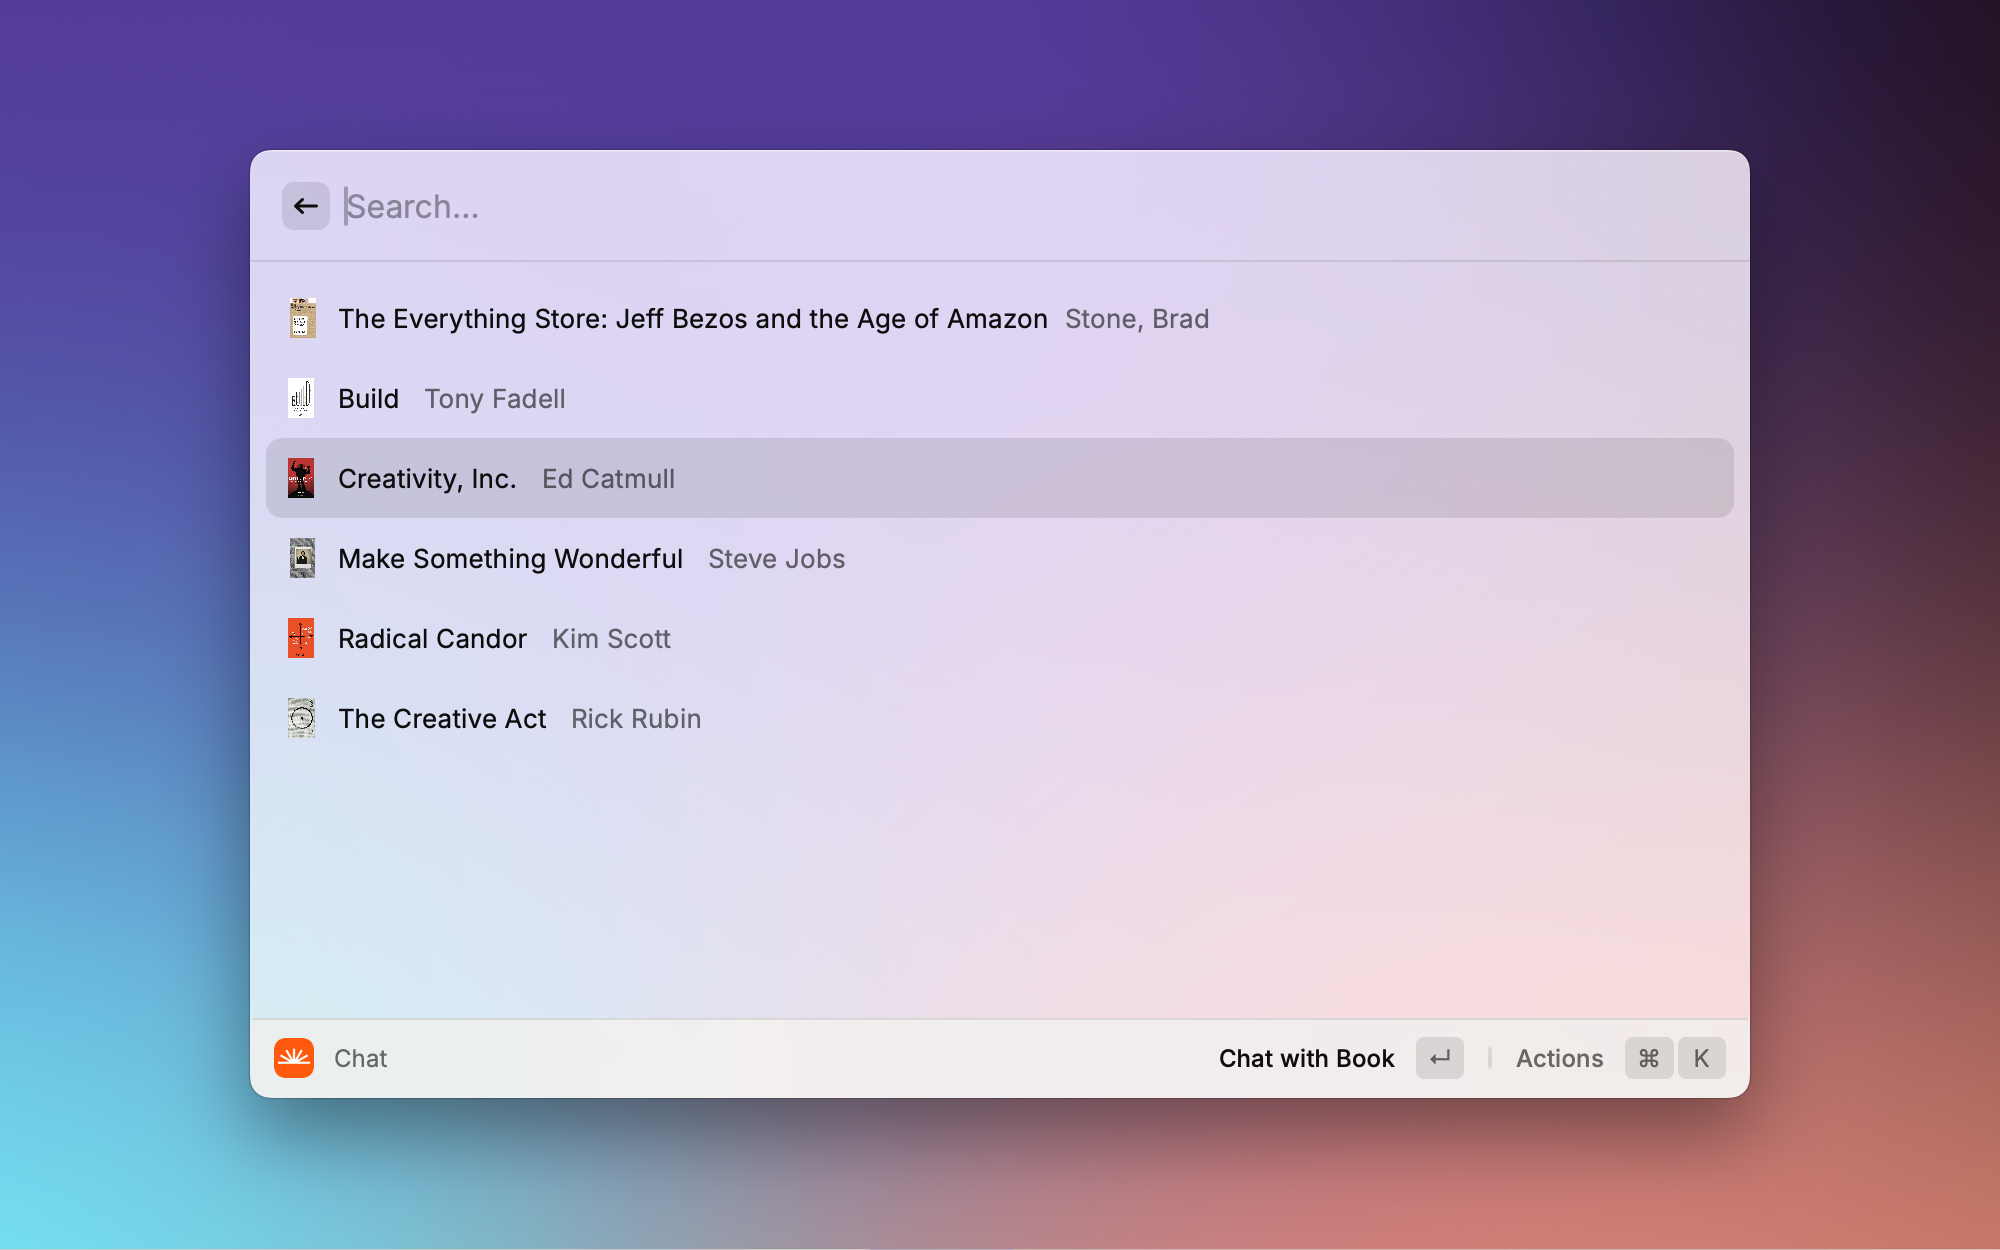 Search...
The Everything Store: Jeff Bezos and the Age of Amazon Stone, Brad
Build Tony Fadell
Creativity, Inc. Ed Catmull
Make Something Wonderful Steve Jobs
Radical Candor Kim Scott
The Creative Act Rick Rubin
Chat Chat with Book ↵ Actions ⌘ K